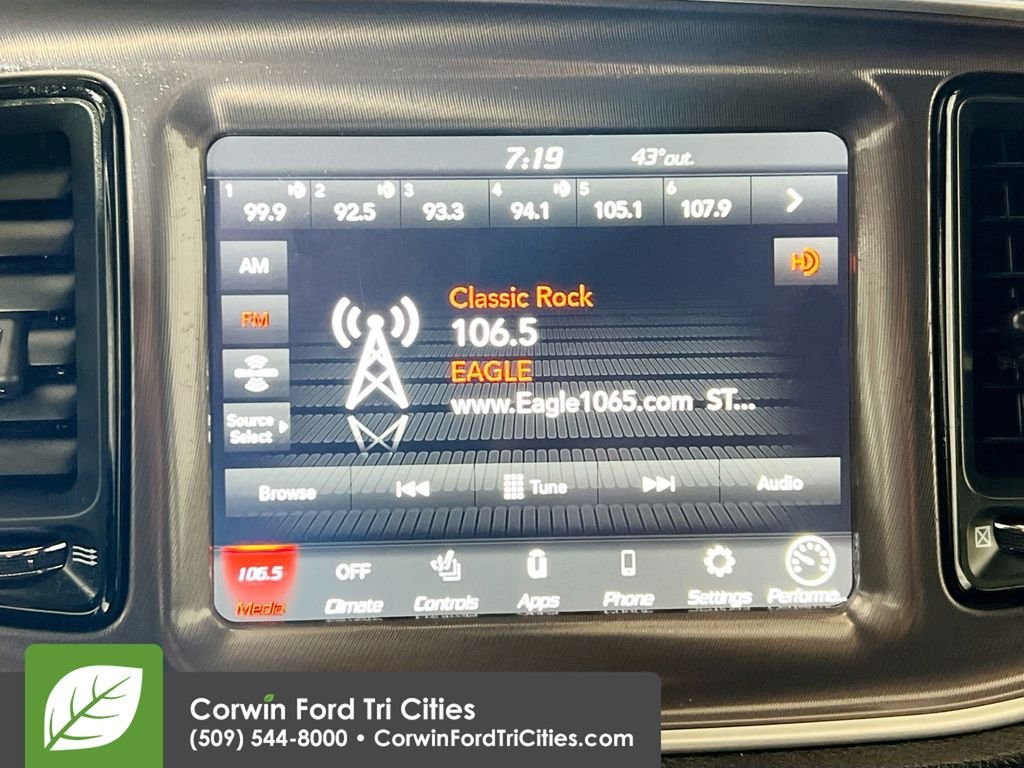 7:19 43°out.
1 2 3 4 5 6
99.9 92.5 93.3 94.1 105.1 107.9
AM
HD
FM
Classic Rock
106.5
EAGLE
www.Eagle1065.com ST...
Source
Select
Browse Tune Audio
106.5 OFF
Media Climate Controls Apps Phone Settings Performa...
Corwin Ford Tri Cities
(509) 544-8000 • CorwinFordTriCities.com